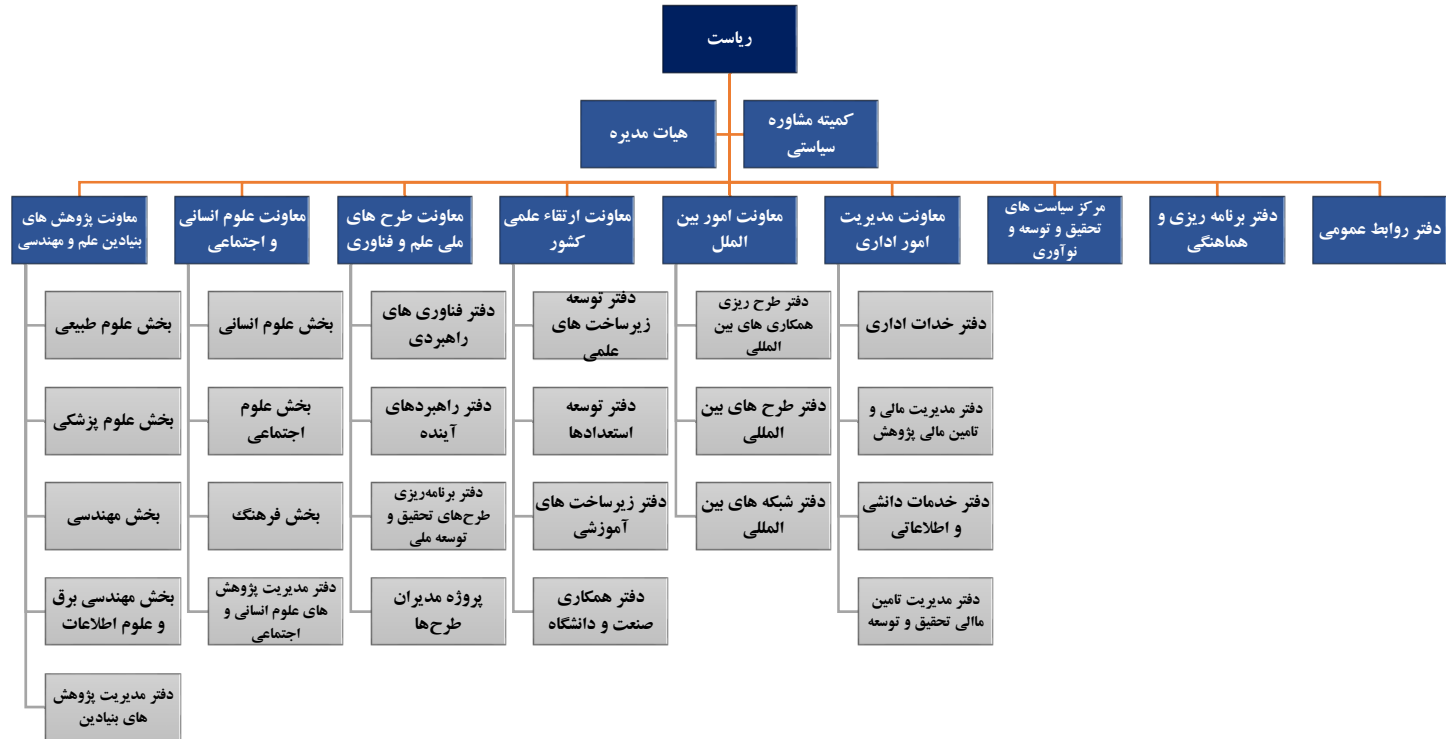 ریاست
کمیته مشاوره
سیاستی
هیات مدیره
دفتر روابط عمومی
دفتر برنامه ریزی و
هماهنگی
مرکز سیاست های
تحقیق و توسعه و
نوآوری
معاونت مدیریت
امور اداری
معاونت امور بین
الملل
معاونت ارتقاء علمی
کشور
معاونت طرح های
ملی علم و فناوری
معاونت علوم انسانی
و اجتماعی
معاونت پژوهش های
بنیادین علم و مهندسی
دفتر خدات اداری
دفتر مدیریت مالی و
تامین مالی پژوهش
دفتر خدمات دانشی
و اطلاعاتی
دفتر مدیریت تامین
ماالی تحقیق و توسعه
دفتر طرح ریزی
همکاری های بین
المللی
دفتر طرح های بین
المللی
دفتر شبکه های بین
المللی
دفتر توسعه
زیرساخت های
علمی
دفتر توسعه
استعدادها
دفتر زیرساخت های
آموزشی
دفتر همکاری
صنعت و دانشگاه
دفتر فناوری های
راهبردی
دفتر راهبردهای
آینده
دفتر برنامه‌ریزی
طرح‌های تحقیق و
توسعه ملی
پروژه مدیران
طرح‌ها
بخش علوم انسانی
بخش علوم
اجتماعی
بخش فرهنگ
دفتر مدیریت پژوهش
های علوم انسانی و
اجتماعی
بخش علوم طبیعی
بخش علوم پزشکی
بخش مهندسی
بخش مهندسی برق
و علوم اطلاعات
دفتر مدیریت پژوهش
های بنیادین